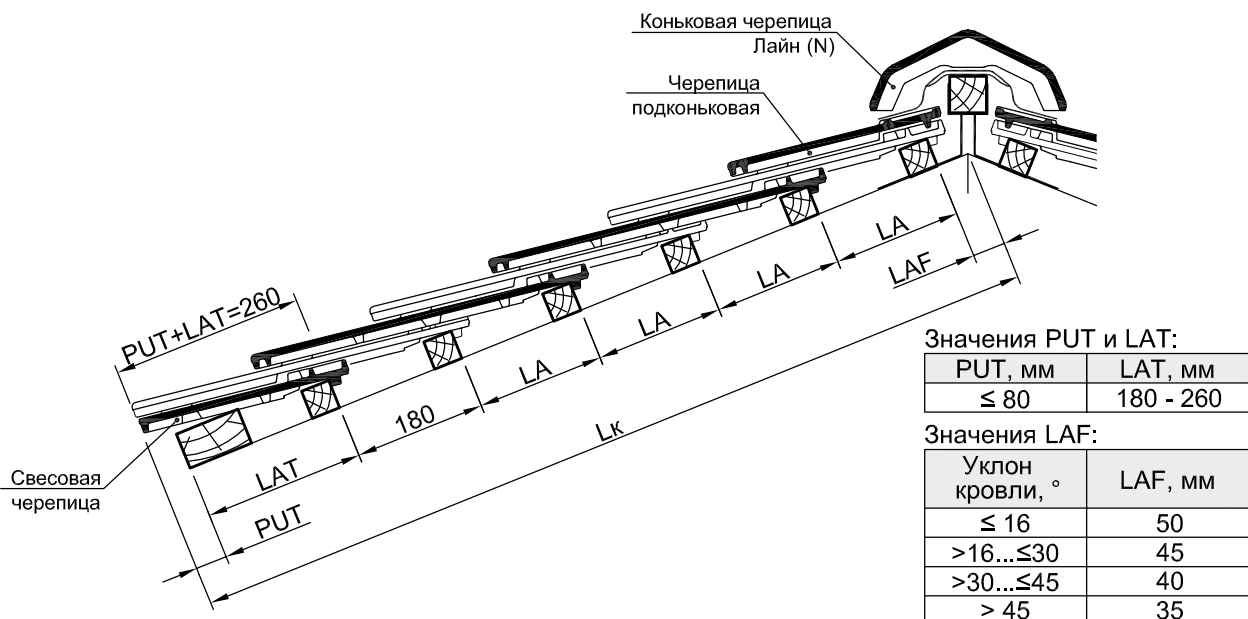 Коньковая черепица
Лайн (N)
Черепица
подконьковая
PUT+LAT=260
LA
LAF
LA
LA
LA
180
LAT
PUT
Lк
Свесовая
черепица
Значения PUT и LAT:
PUT, мм LAT, мм
≤ 80 180 - 260
Значения LAF:
Уклон
кровли, °
LAF, мм
≤ 16 50
>16...≤30 45
>30...≤45 40
> 45 35